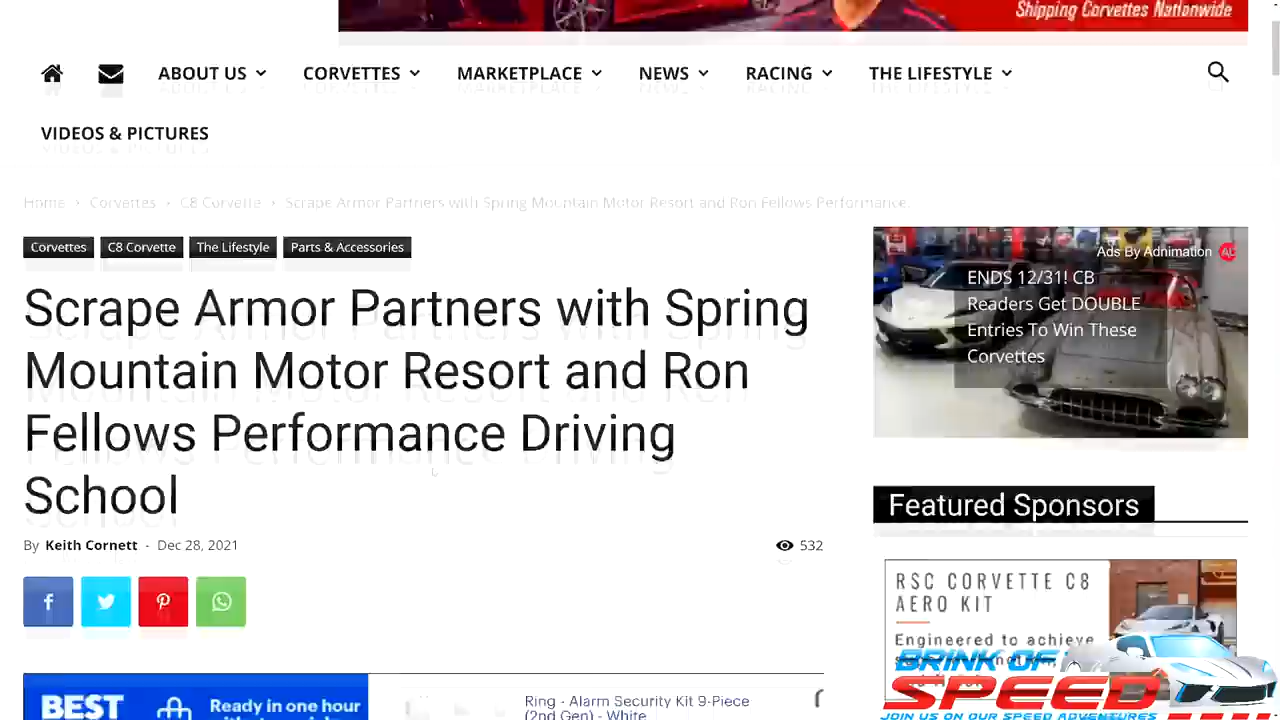 Shipping Corvettes Nationwide
ABOUT US
CORVETTES
MARKETPLACE
NEWS
RACING
THE LIFESTYLE
VIDEOS & PICTURES
Home › Corvettes › C8 Corvette › Scrape Armor Partners with Spring Mountain Motor Resort and Ron Fellows Performance
Corvettes
C8 Corvette
The Lifestyle
Parts & Accessories
Scrape Armor Partners with Spring
Mountain Motor Resort and Ron
Fellows Performance Driving
School
By Keith Cornett - Dec 28, 2021
532
BEST
Ready in one hour
Ring - Alarm Security Kit 9-Piece
(2nd Gen) - White
Ads By Adnimation
ENDS 12/31! CB
Readers Get DOUBLE
Entries To Win These
Corvettes
Featured Sponsors
RSC CORVETTE C8
AERO KIT
Engineered to achieve
BRINK OF
SPEED
JOIN US ON OUR SPEED ADVENTURES